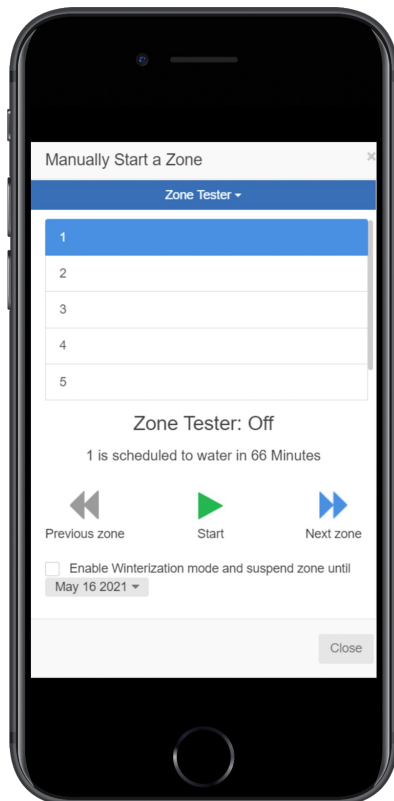 Manually Start a Zone ×
Zone Tester
1
2
3
4
5
Zone Tester: Off
1 is scheduled to water in 66 Minutes
Previous zone Start Next zone
Enable Winterization mode and suspend zone until
May 16 2021
Close